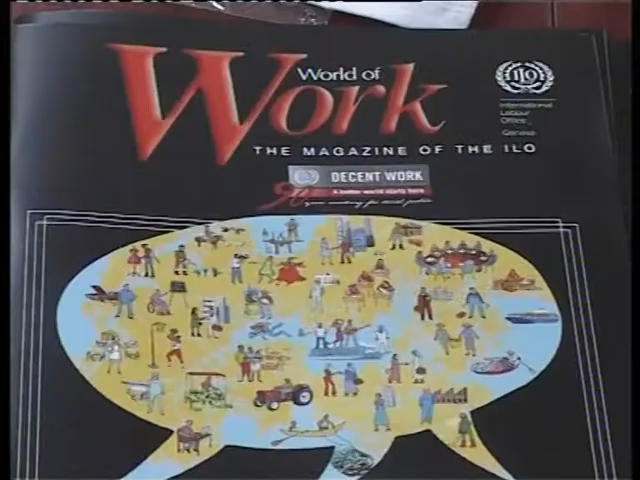 World of
Work
ILO
THE MAGAZINE OF THE ILO
International
Labour
Office
Geneva
DECENT WORK
A better world starts here
90